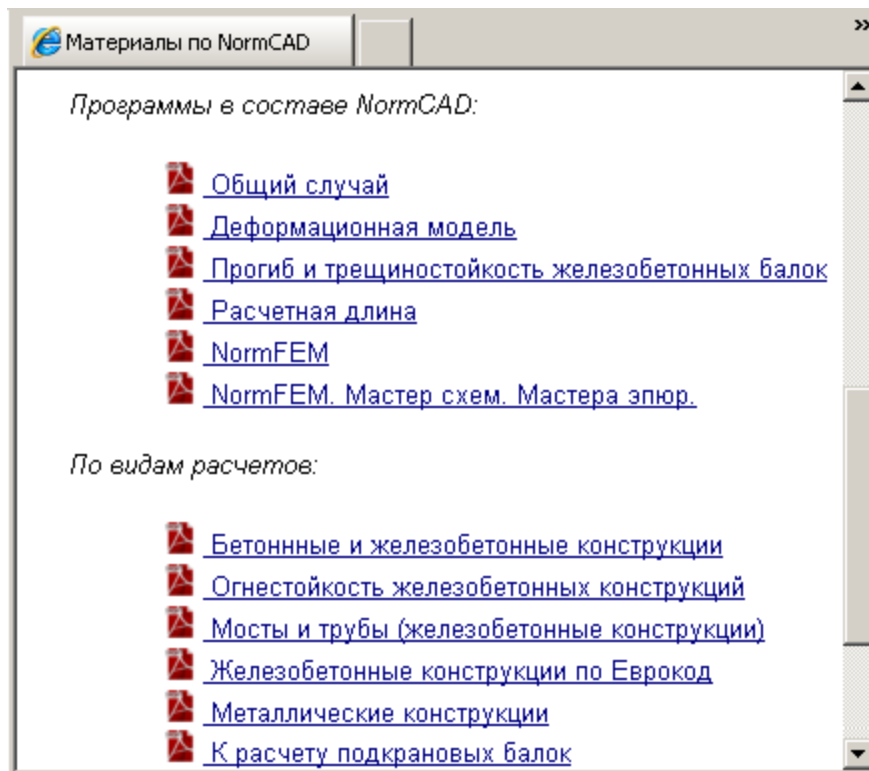 Материалы по NormCAD
»
Программы в составе NormCAD:
Общий случай
Деформационная модель
Прогиб и трещиностойкость железобетонных балок
Расчетная длина
NormFEM
NormFEM. Мастер схем. Мастера эпюр.
По видам расчетов:
Бетоннные и железобетонные конструкции
Огнестойкость железобетонных конструкций
Мосты и трубы (железобетонные конструкции)
Железобетонные конструкции по Еврокод
Металлические конструкции
К расчету подкрановых балок